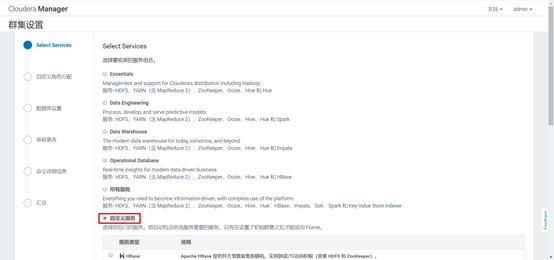 Cloudera Manager
支持 admin
群集设置
Select Services
自定义角色分配
数据库设置
审核更改
命令详细信息
汇总
Select Services
选择要安装的服务组合。
Essentials
Management and support for Cloudera's distribution including Hadoop
服务: HDFS、YARN（含 MapReduce 2）、ZooKeeper、Oozie、Hive 和 Hue
Data Engineering
Process, develop, and serve predictive models.
服务: HDFS、YARN（含 MapReduce 2）、ZooKeeper、Oozie、Hive、Hue 和 Spark
Data Warehouse
The modern data warehouse for today, tomorrow, and beyond.
服务: HDFS、YARN（含 MapReduce 2）、ZooKeeper、Oozie、Hive、Hue 和 Impala
Operational Database
Real-time insights for modern data-driven business.
服务: HDFS、YARN（含 MapReduce 2）、ZooKeeper、Oozie、Hive、Hue 和 HBase
所有服务
Everything you need to become information-driven, with complete use of the platform.
服务: HDFS、YARN（含 MapReduce 2）、ZooKeeper、Oozie、Hive、Hue、HBase、Impala、Solr、Spark 和 Key-Value Store Indexer
自定义服务
选择您自己的服务。将自动包含所选服务需要的服务。只有在设置了初始群集之后才能添加 Flume。
服务类型 说明
HBase Apache HBase 提供对大型数据集的随机、实时的读/写访问权限（需要 HDFS 和 ZooKeeper）。
Feedback